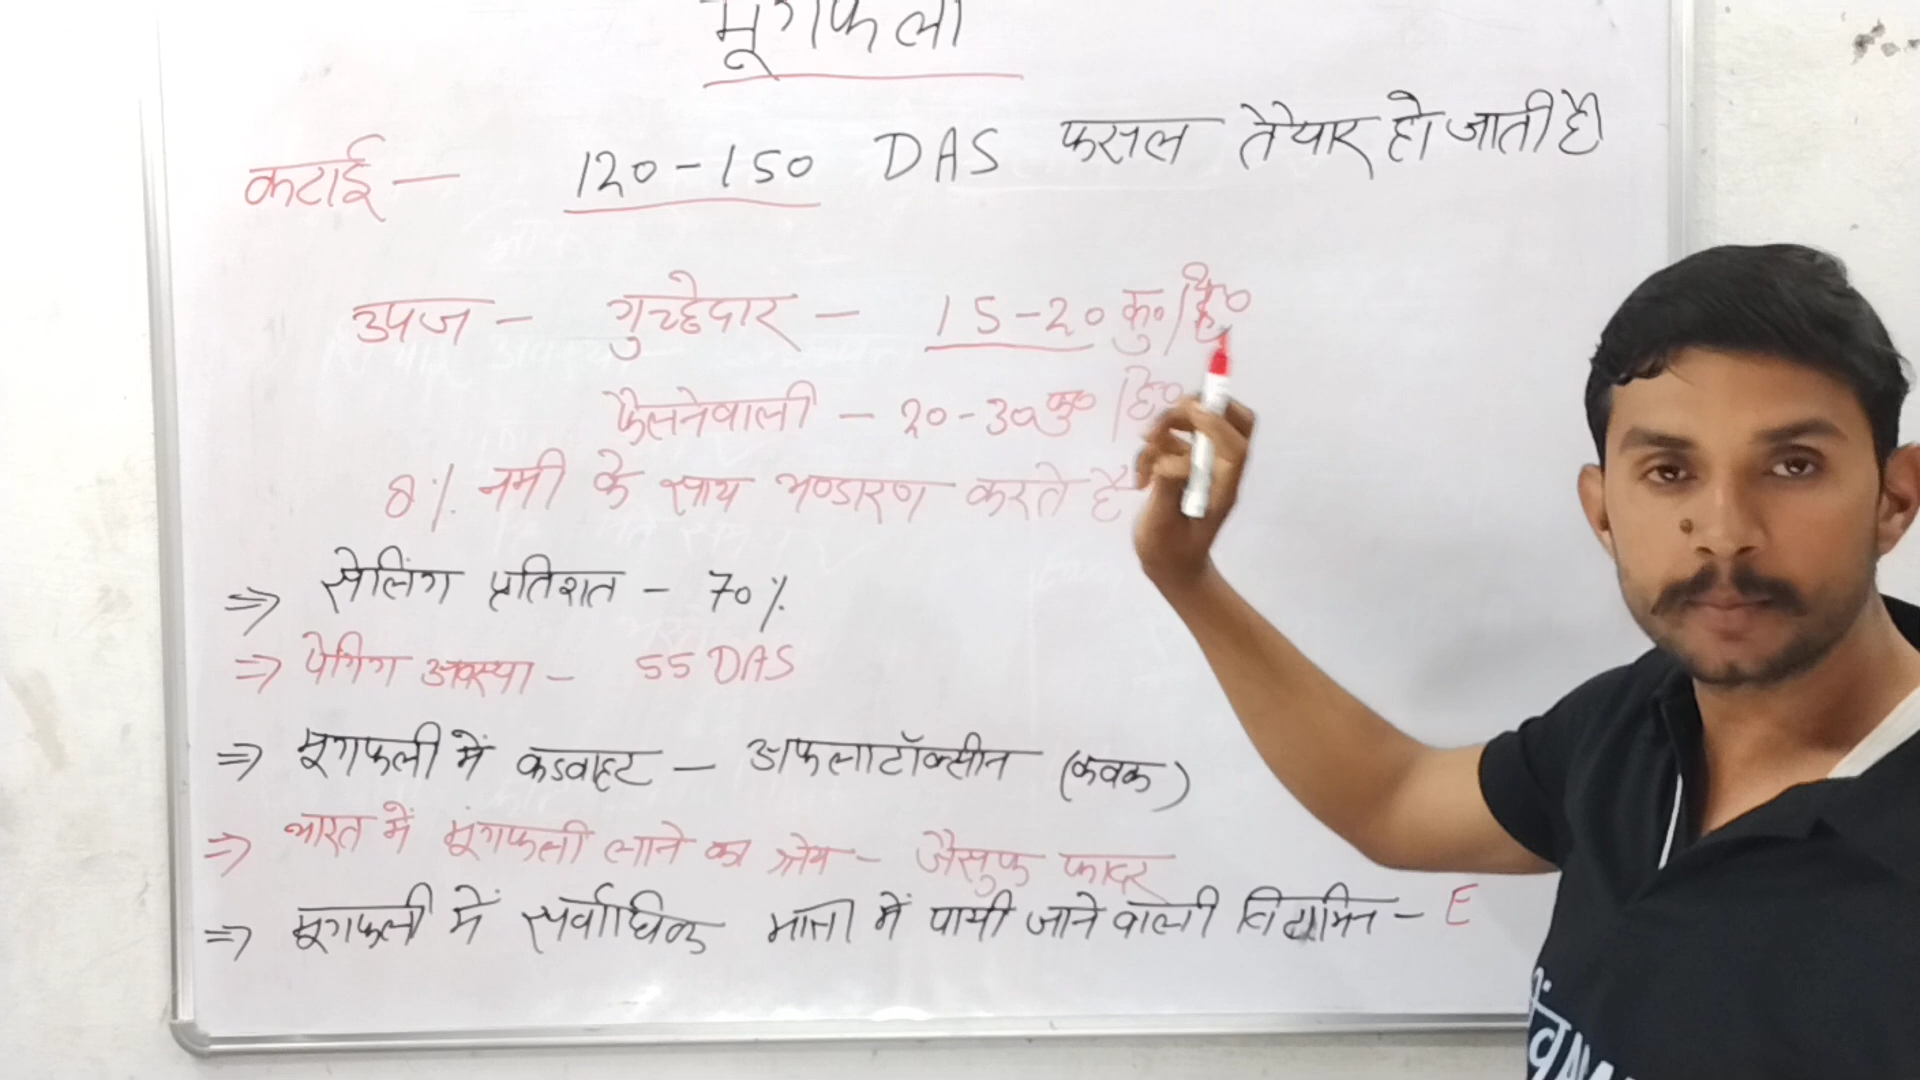 मूंगफली
कटाई — 120-150 DAS फसल तैयार हो जाती है
उपज - गुच्छेदार - 15-20 कु०/है०
फैलनेवाली - 20-30 कु०/है०
8% नमी के साथ भण्डारण करते है
⇒ सेलिंग प्रतिशत - 70%
⇒ पेगिंग अवस्था - 55 DAS
⇒ मूगफली में कडवाहट - अफलाटॉक्सीन (कवक)
⇒ भारत में मूंगफली लाने का श्रेय - जैसुफ फादर
⇒ मूगफली में सर्वाधिक मात्रा में पायी जाने वाली विटामिन - E